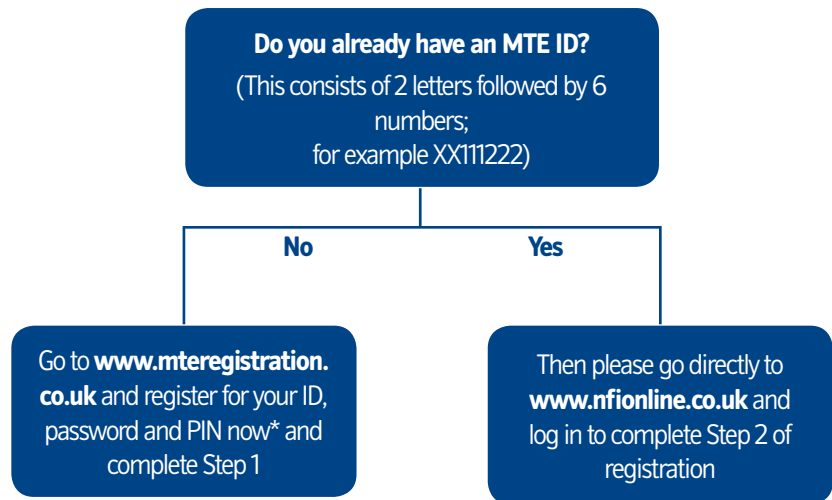 Do you already have an MTE ID?
(This consists of 2 letters followed by 6
numbers;
for example XX111222)
No
Yes
Go to www.mteregistration.
co.uk and register for your ID,
password and PIN now* and
complete Step 1
Then please go directly to
www.nfionline.co.uk and
log in to complete Step 2 of
registration